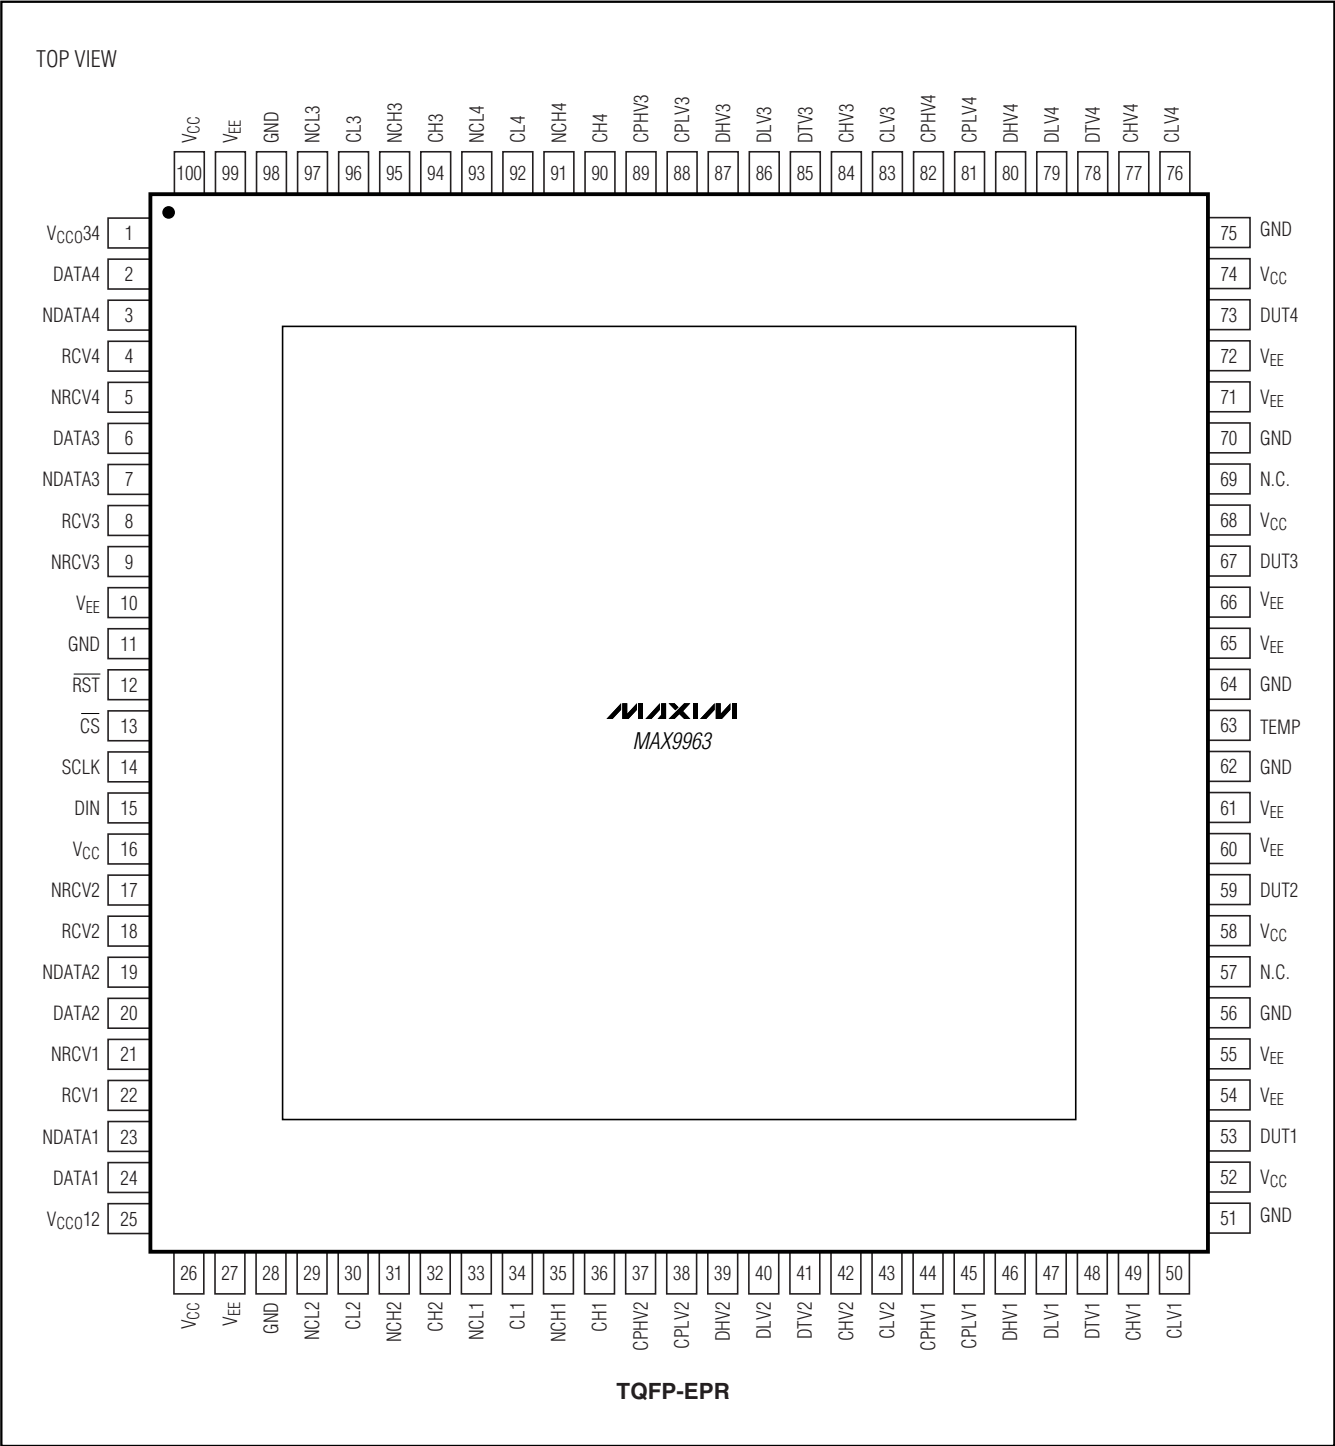 TOP VIEW
VCC VEE GND NCL3 CL3 NCH3 CH3 NCL4 CL4 NCH4 CH4 CPHV3 CPLV3 DHV3 DLV3 DTV3 CHV3 CLV3 CPHV4 CPLV4 DHV4 DLV4 DTV4 CHV4 CLV4
100 99 98 97 96 95 94 93 92 91 90 89 88 87 86 85 84 83 82 81 80 79 78 77 76
VCCO34 1 75 GND
DATA4 2 74 VCC
NDATA4 3 73 DUT4
RCV4 4 72 VEE
NRCV4 5 71 VEE
DATA3 6 70 GND
NDATA3 7 69 N.C.
RCV3 8 68 VCC
NRCV3 9 67 DUT3
VEE 10 66 VEE
GND 11 65 VEE
R̅S̅T̅ 12 64 GND
MAXIM
C̅S̅ 13 63 TEMP
MAX9963
SCLK 14 62 GND
DIN 15 61 VEE
VCC 16 60 VEE
NRCV2 17 59 DUT2
RCV2 18 58 VCC
NDATA2 19 57 N.C.
DATA2 20 56 GND
NRCV1 21 55 VEE
RCV1 22 54 VEE
NDATA1 23 53 DUT1
DATA1 24 52 VCC
VCCO12 25 51 GND
26 27 28 29 30 31 32 33 34 35 36 37 38 39 40 41 42 43 44 45 46 47 48 49 50
VCC VEE GND NCL2 CL2 NCH2 CH2 NCL1 CL1 NCH1 CH1 CPHV2 CPLV2 DHV2 DLV2 DTV2 CHV2 CLV2 CPHV1 CPLV1 DHV1 DLV1 DTV1 CHV1 CLV1
TQFP-EPR